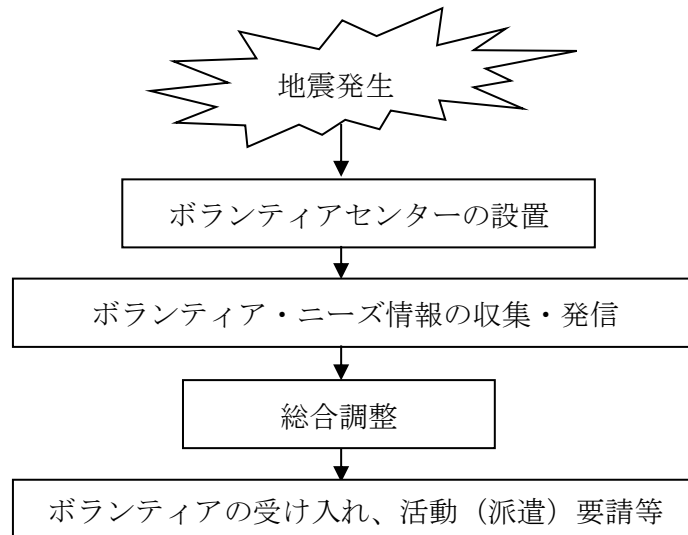 地震発生
ボランティアセンターの設置
ボランティア・ニーズ情報の収集・発信
総合調整
ボランティアの受け入れ、活動（派遣）要請等